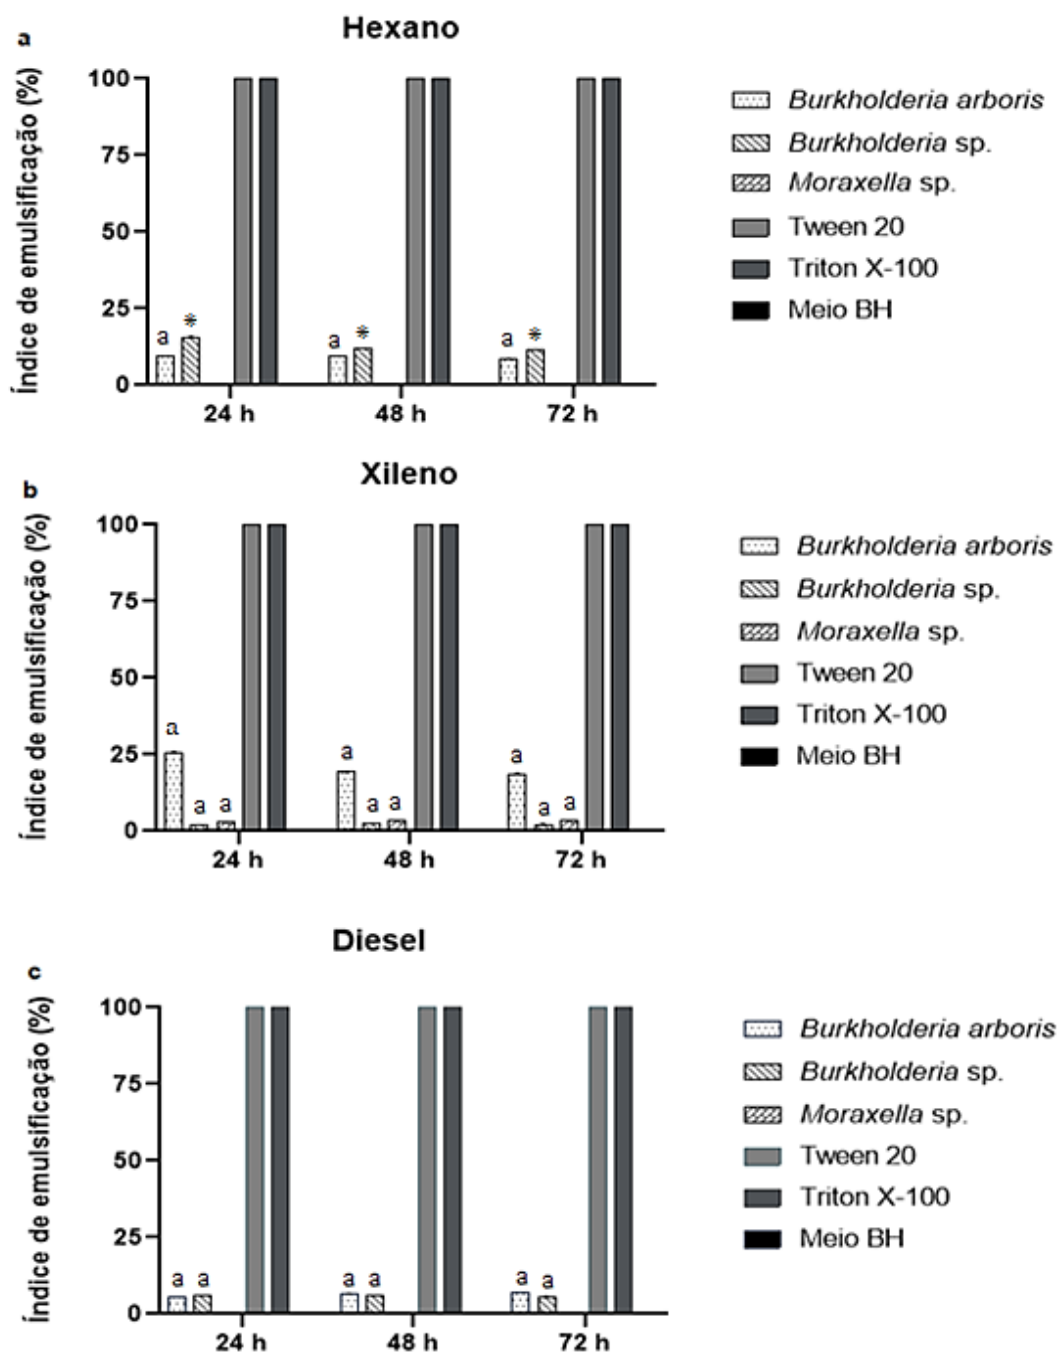 a
Hexano
Índice de emulsificação (%)
100
75
50
25
0
a *
a *
a *
24 h 48 h 72 h
Burkholderia arboris
Burkholderia sp.
Moraxella sp.
Tween 20
Triton X-100
Meio BH
b
Xileno
Índice de emulsificação (%)
100
75
50
25
0
a a a
a a a
a a a
24 h 48 h 72 h
Burkholderia arboris
Burkholderia sp.
Moraxella sp.
Tween 20
Triton X-100
Meio BH
c
Diesel
Índice de emulsificação (%)
100
75
50
25
0
a a
a a
a a
24 h 48 h 72 h
Burkholderia arboris
Burkholderia sp.
Moraxella sp.
Tween 20
Triton X-100
Meio BH